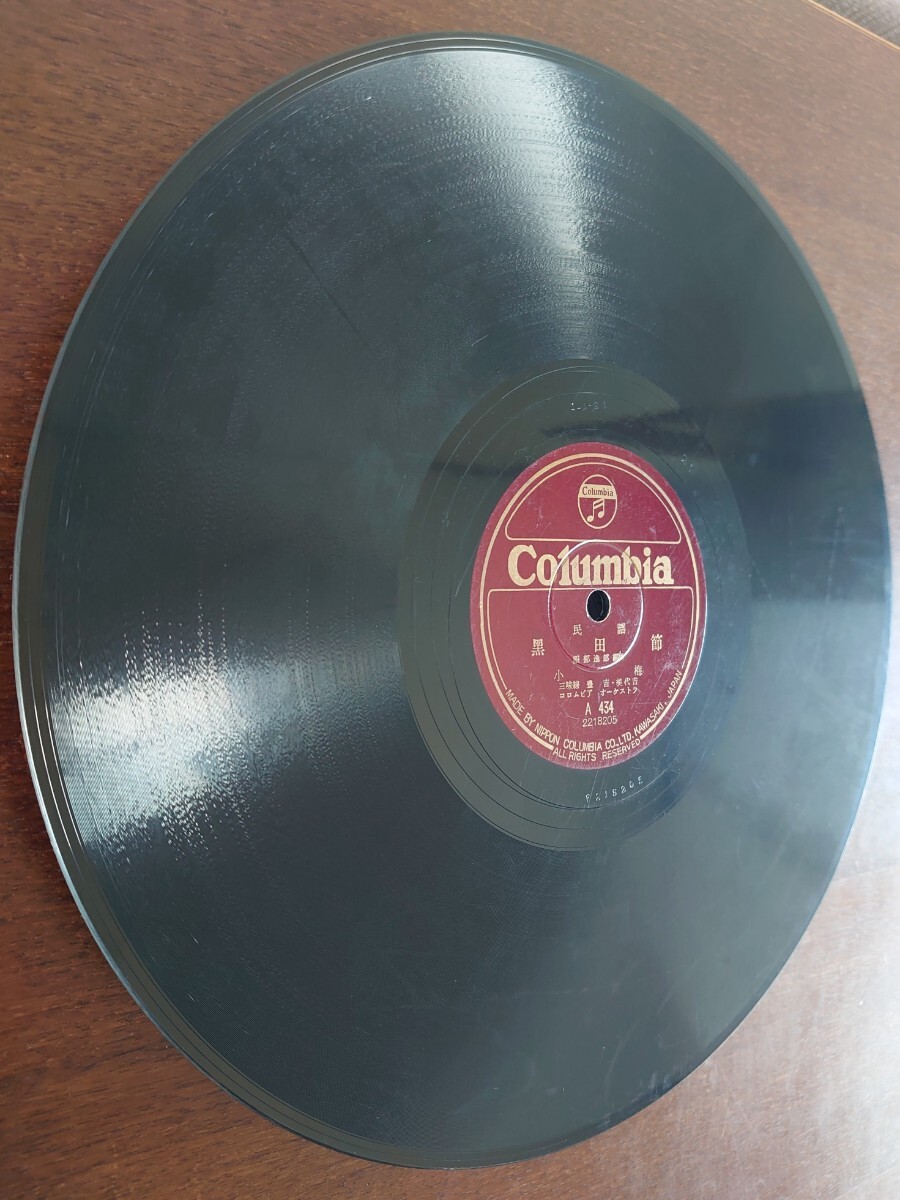 Columbia
Columbia
民謡
黒田節
服部逸郎編曲
小梅
三味線 豊吉・美代吉
コロムビア オーケストラ
A 434
2218205
MADE BY NIPPON COLUMBIA CO., LTD. KAWASAKI, JAPAN
ALL RIGHTS RESERVED
2218205